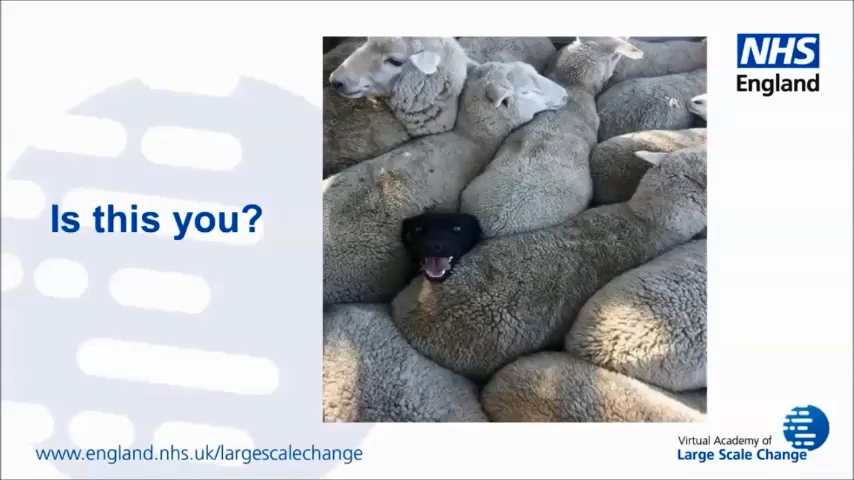 NHS
England
Is this you?
www.england.nhs.uk/largescalechange
Virtual Academy of
Large Scale Change